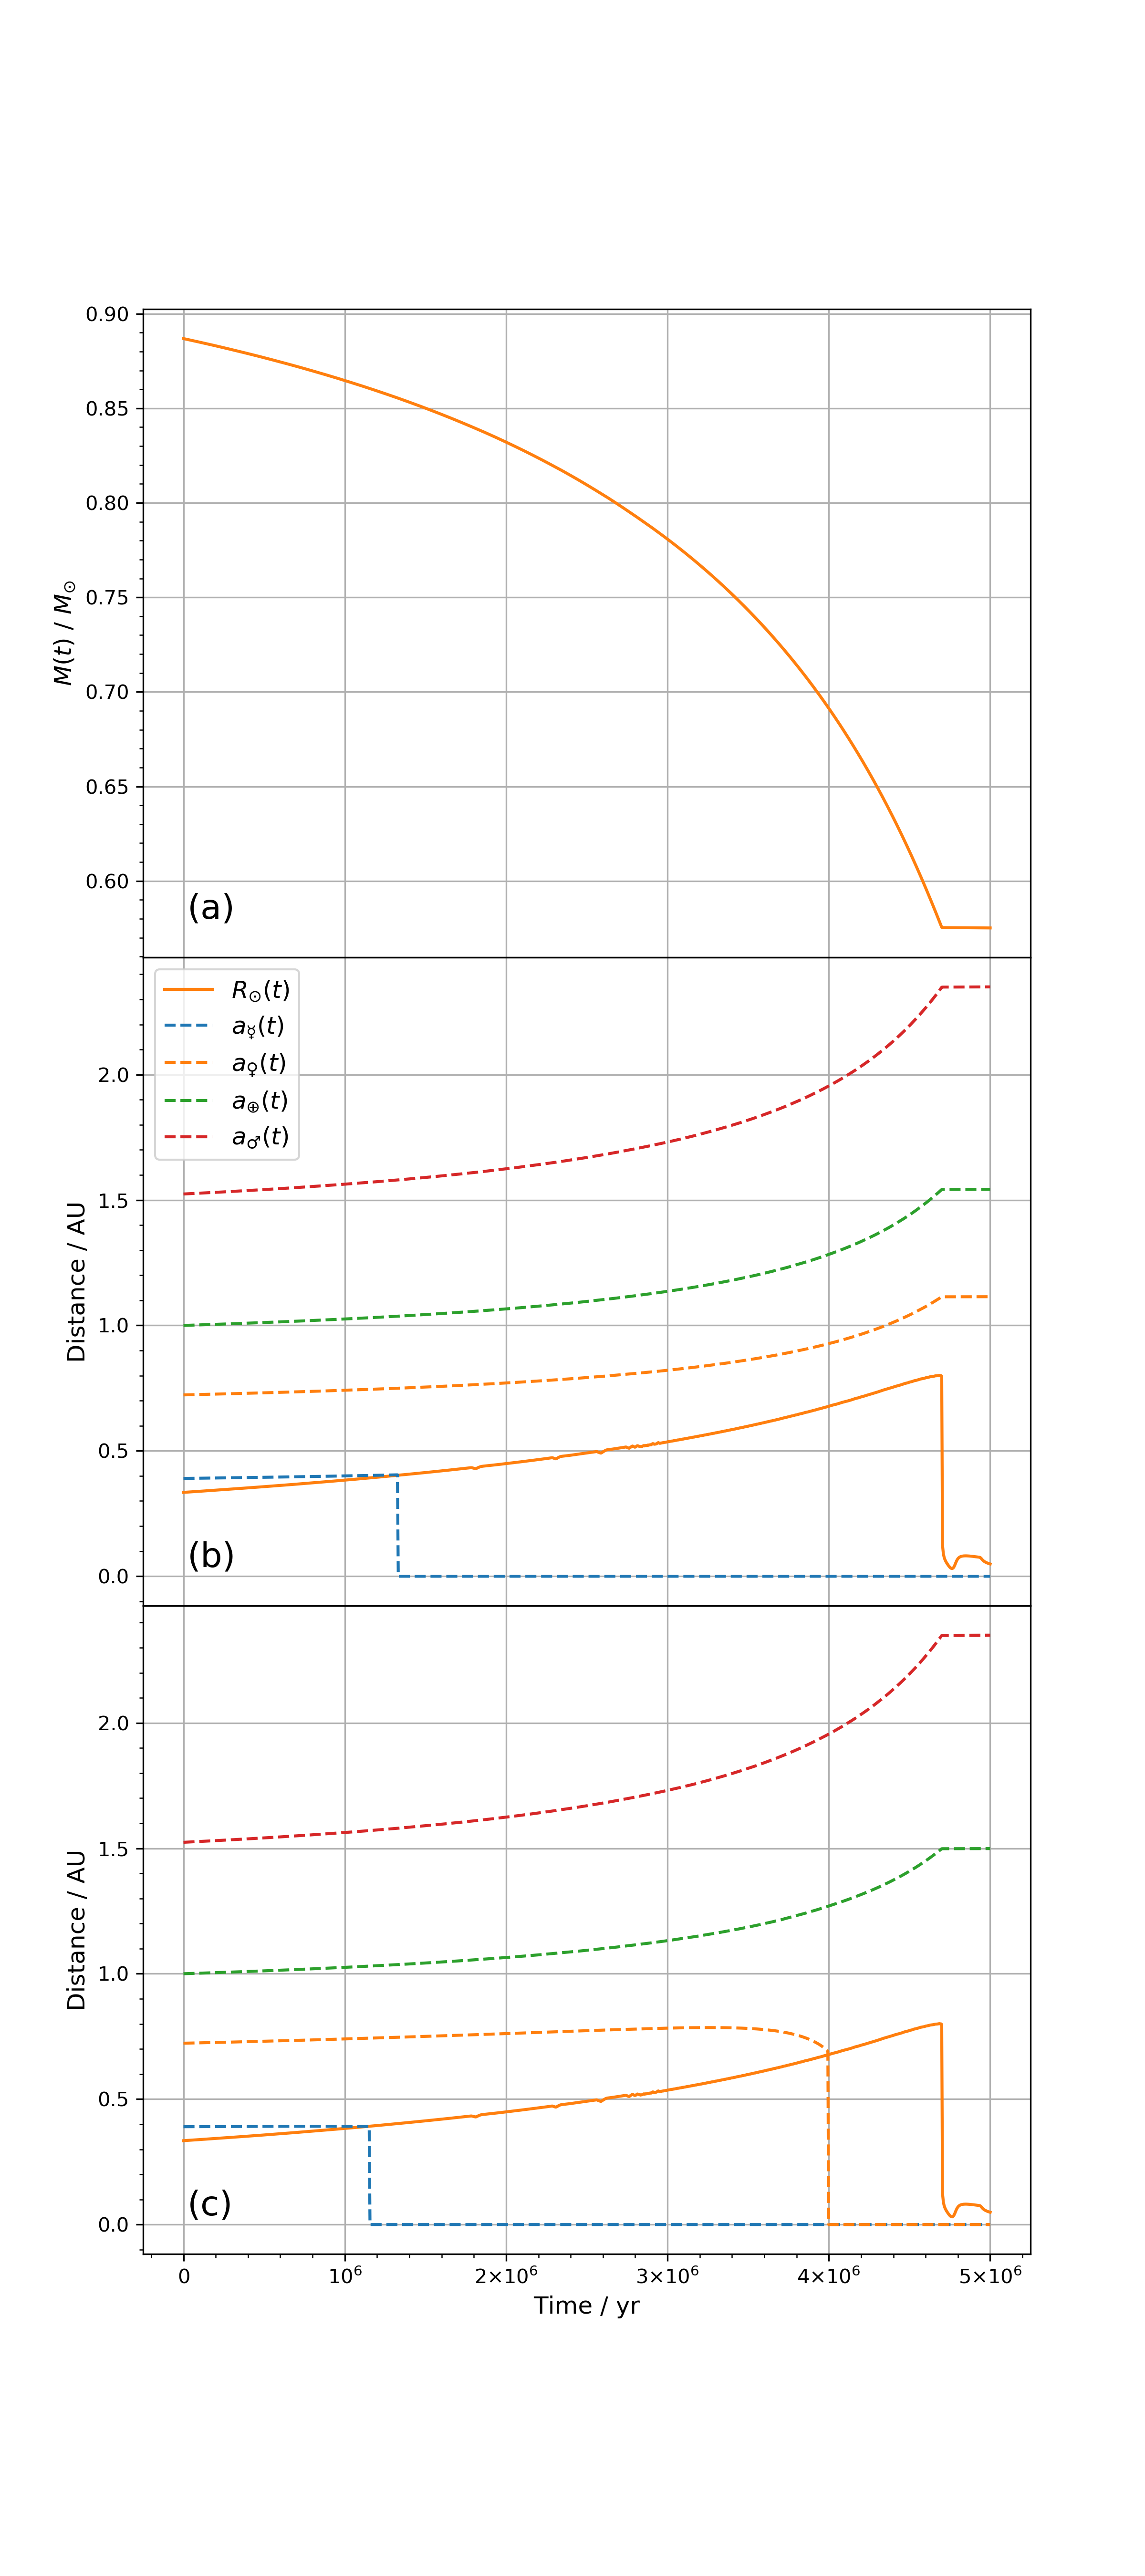 0.90
0.85
0.80
0.75
0.70
0.65
0.60
M(t) / M☉
(a)
R☉(t)
a☿(t)
a♀(t)
a⊕(t)
a♂(t)
2.0
1.5
1.0
0.5
0.0
Distance / AU
(b)
2.0
1.5
1.0
0.5
0.0
Distance / AU
(c)
0 10⁶ 2×10⁶ 3×10⁶ 4×10⁶ 5×10⁶
Time / yr